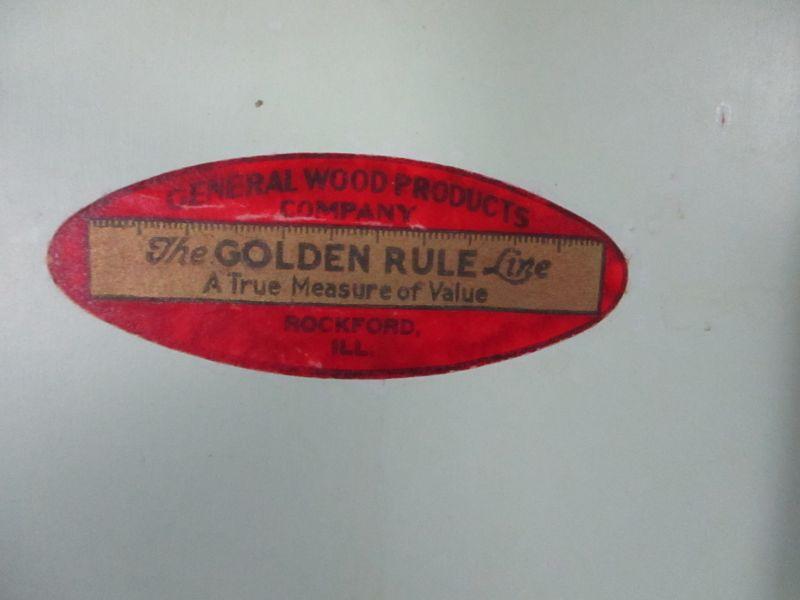 GENERAL WOOD PRODUCTS
COMPANY
The GOLDEN RULE Line
A True Measure of Value
ROCKFORD,
ILL.